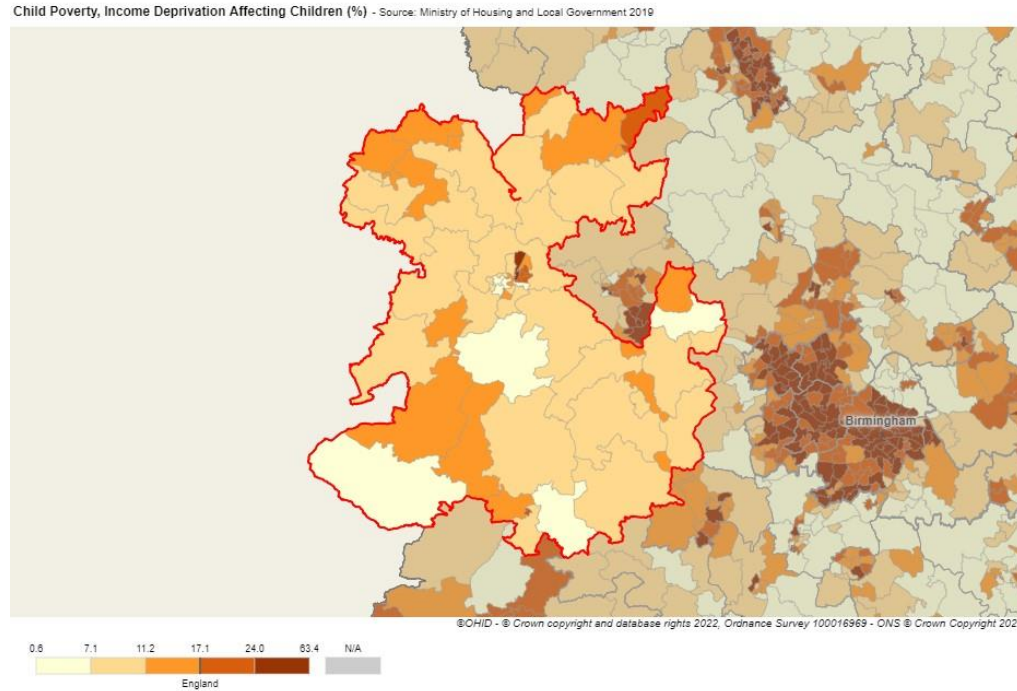 Child Poverty, Income Deprivation Affecting Children (%) - Source: Ministry of Housing and Local Government 2019
Birmingham
©OHID - © Crown copyright and database rights 2022, Ordnance Survey 100016969 - ONS © Crown Copyright 202
0.6 7.1 11.2 17.1 24.0 63.4 N/A
England